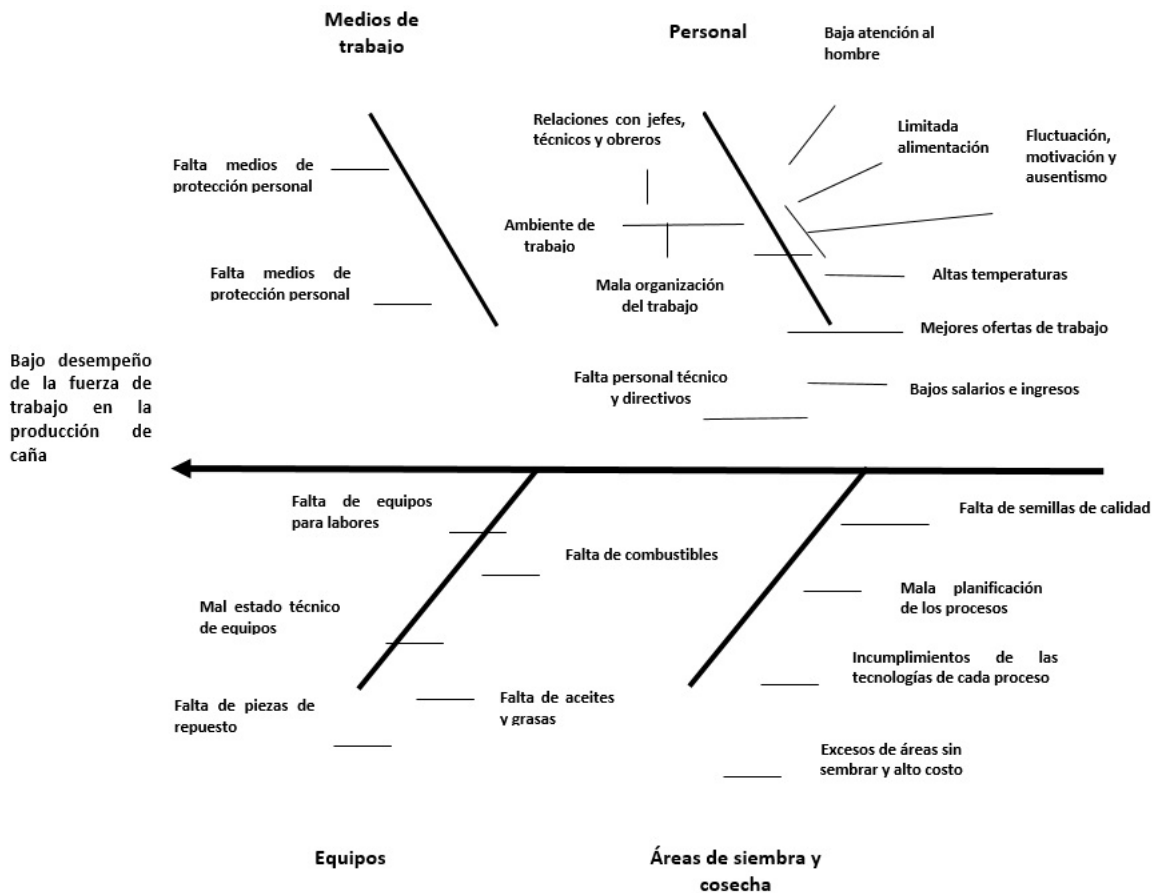 Medios de
trabajo
Personal
Baja atención al
hombre
Relaciones con jefes,
técnicos y obreros
Limitada
alimentación
Fluctuación,
motivación y
ausentismo
Falta medios de
protección personal
Ambiente de
trabajo
Falta medios de
protección personal
Mala organización
del trabajo
Altas temperaturas
Mejores ofertas de trabajo
Bajo desempeño
de la fuerza de
trabajo en la
producción de
caña
Falta personal técnico
y directivos
Bajos salarios e ingresos
Falta de equipos
para labores
Falta de semillas de calidad
Falta de combustibles
Mala planificación
de los procesos
Mal estado técnico
de equipos
Incumplimientos de las
tecnologías de cada proceso
Falta de piezas de
repuesto
Falta de aceites
y grasas
Excesos de áreas sin
sembrar y alto costo
Equipos
Áreas de siembra y
cosecha